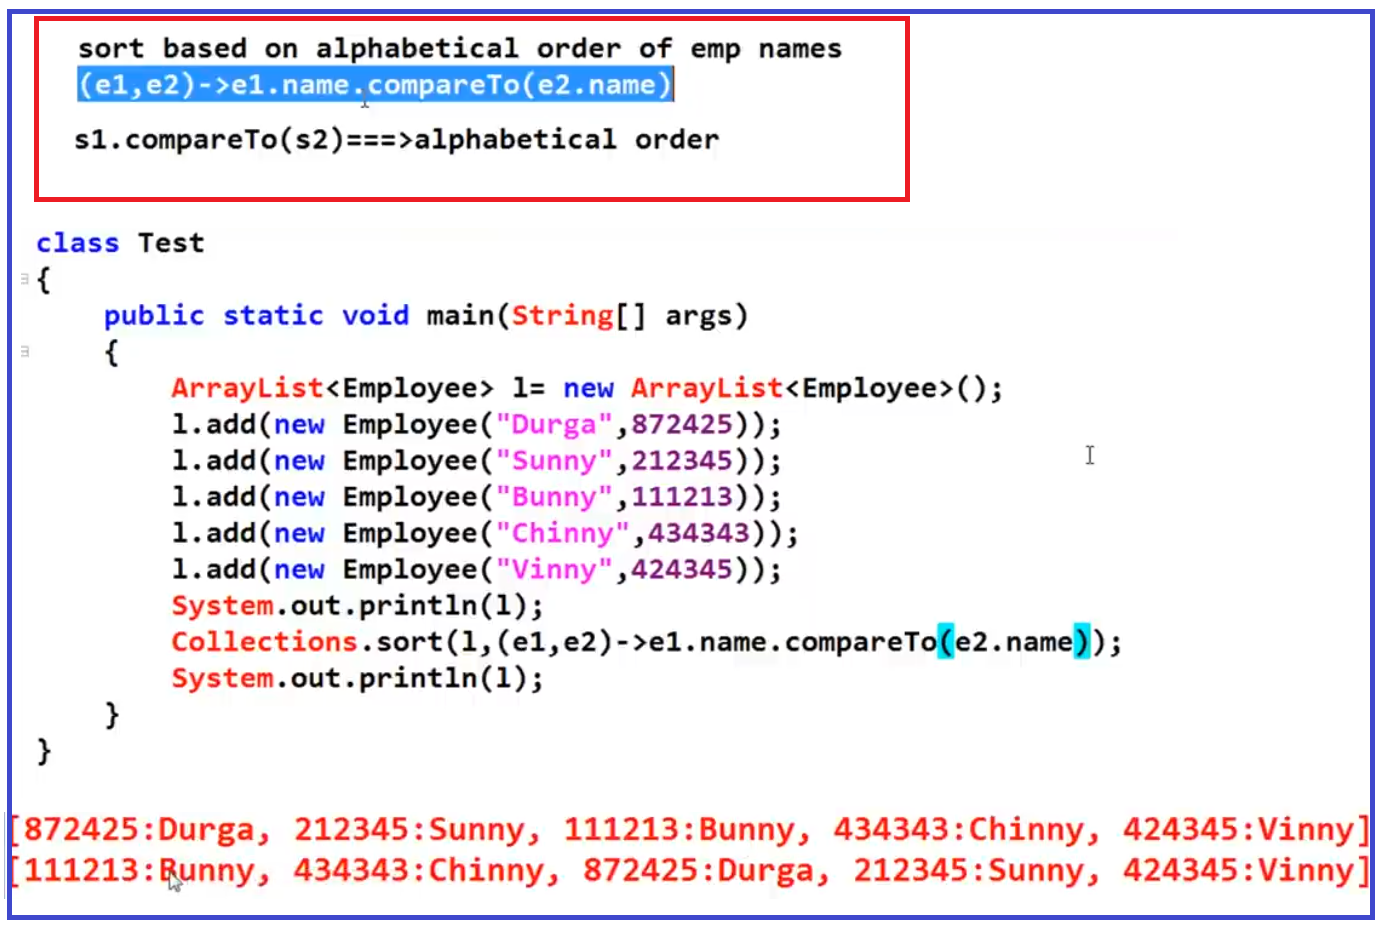 sort based on alphabetical order of emp names
(e1,e2)->e1.name.compareTo(e2.name)
s1.compareTo(s2)===>alphabetical order
class Test
{
public static void main(String[] args)
{
ArrayList<Employee> l= new ArrayList<Employee>();
l.add(new Employee("Durga",872425));
l.add(new Employee("Sunny",212345));
l.add(new Employee("Bunny",111213));
l.add(new Employee("Chinny",434343));
l.add(new Employee("Vinny",424345));
System.out.println(l);
Collections.sort(l,(e1,e2)->e1.name.compareTo(e2.name));
System.out.println(l);
}
}
[872425:Durga, 212345:Sunny, 111213:Bunny, 434343:Chinny, 424345:Vinny]
[111213:Bunny, 434343:Chinny, 872425:Durga, 212345:Sunny, 424345:Vinny]